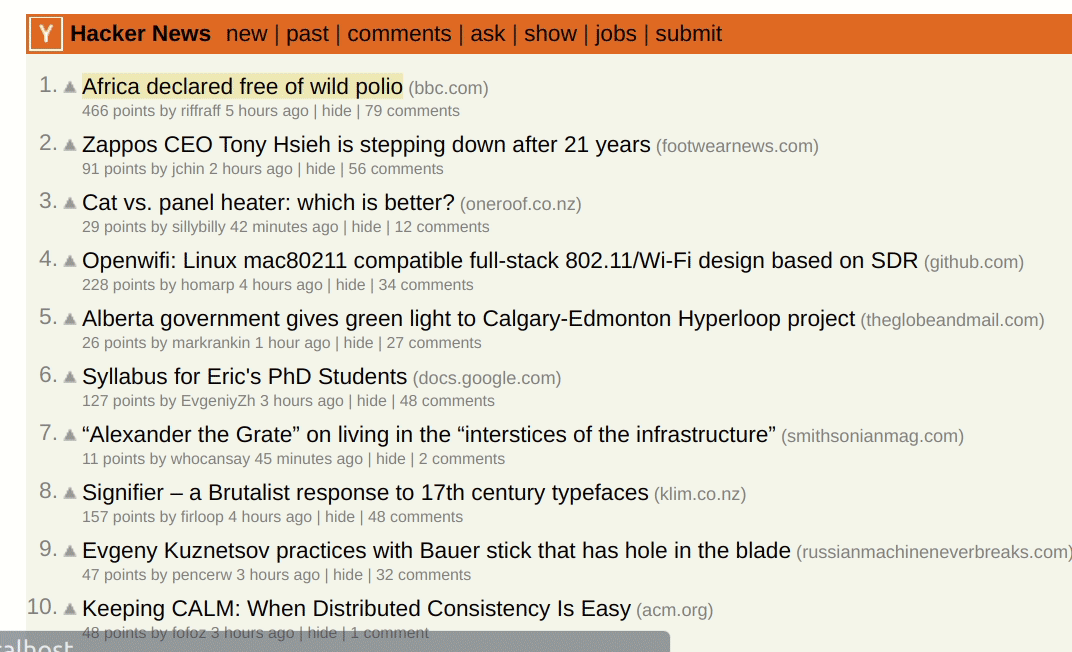 Y Hacker News new | past | comments | ask | show | jobs | submit
1. Africa declared free of wild polio (bbc.com)
466 points by riffraff 5 hours ago | hide | 79 comments
2. Zappos CEO Tony Hsieh is stepping down after 21 years (footwearnews.com)
91 points by jchin 2 hours ago | hide | 56 comments
3. Cat vs. panel heater: which is better? (oneroof.co.nz)
29 points by sillybilly 42 minutes ago | hide | 12 comments
4. Openwifi: Linux mac80211 compatible full-stack 802.11/Wi-Fi design based on SDR (github.com)
228 points by homarp 4 hours ago | hide | 34 comments
5. Alberta government gives green light to Calgary-Edmonton Hyperloop project (theglobeandmail.com)
26 points by markrankin 1 hour ago | hide | 27 comments
6. Syllabus for Eric's PhD Students (docs.google.com)
127 points by EvgeniyZh 3 hours ago | hide | 48 comments
7. “Alexander the Grate” on living in the “interstices of the infrastructure” (smithsonianmag.com)
11 points by whocansay 45 minutes ago | hide | 2 comments
8. Signifier – a Brutalist response to 17th century typefaces (klim.co.nz)
157 points by firloop 4 hours ago | hide | 48 comments
9. Evgeny Kuznetsov practices with Bauer stick that has hole in the blade (russianmachineneverbreaks.com)
47 points by pencerw 3 hours ago | hide | 32 comments
10. Keeping CALM: When Distributed Consistency Is Easy (acm.org)
48 points by fofoz 3 hours ago | hide | 1 comment
alhost